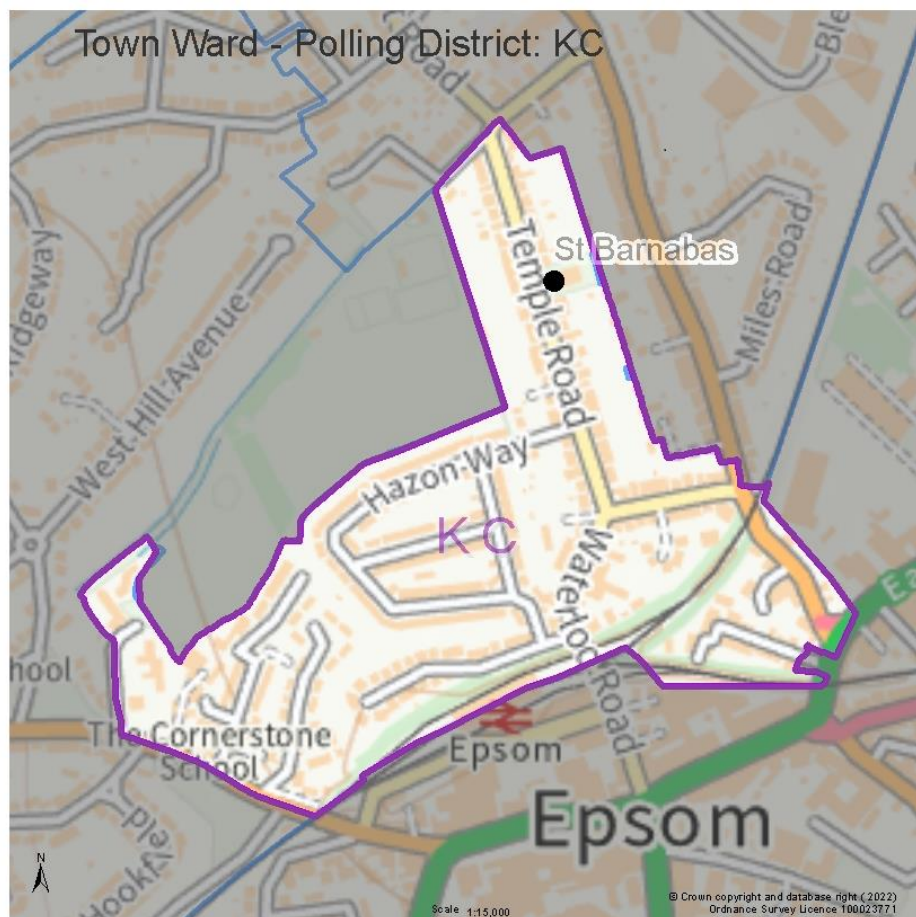 Town Ward - Polling District: KC
Road
St Barnabas
Temple Road
Miles Road
West Hill Avenue
Hazon Way
KC
Waterloo Road
hool
The Cornerstone
School
Epsom
Epsom
Hookfield
N
Scale 1:15,000
© Crown copyright and database right (2022)
Ordnance Survey Licence 100023771